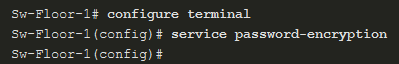 Sw-Floor-1# configure terminal
Sw-Floor-1(config)# service password-encryption
Sw-Floor-1(config)#